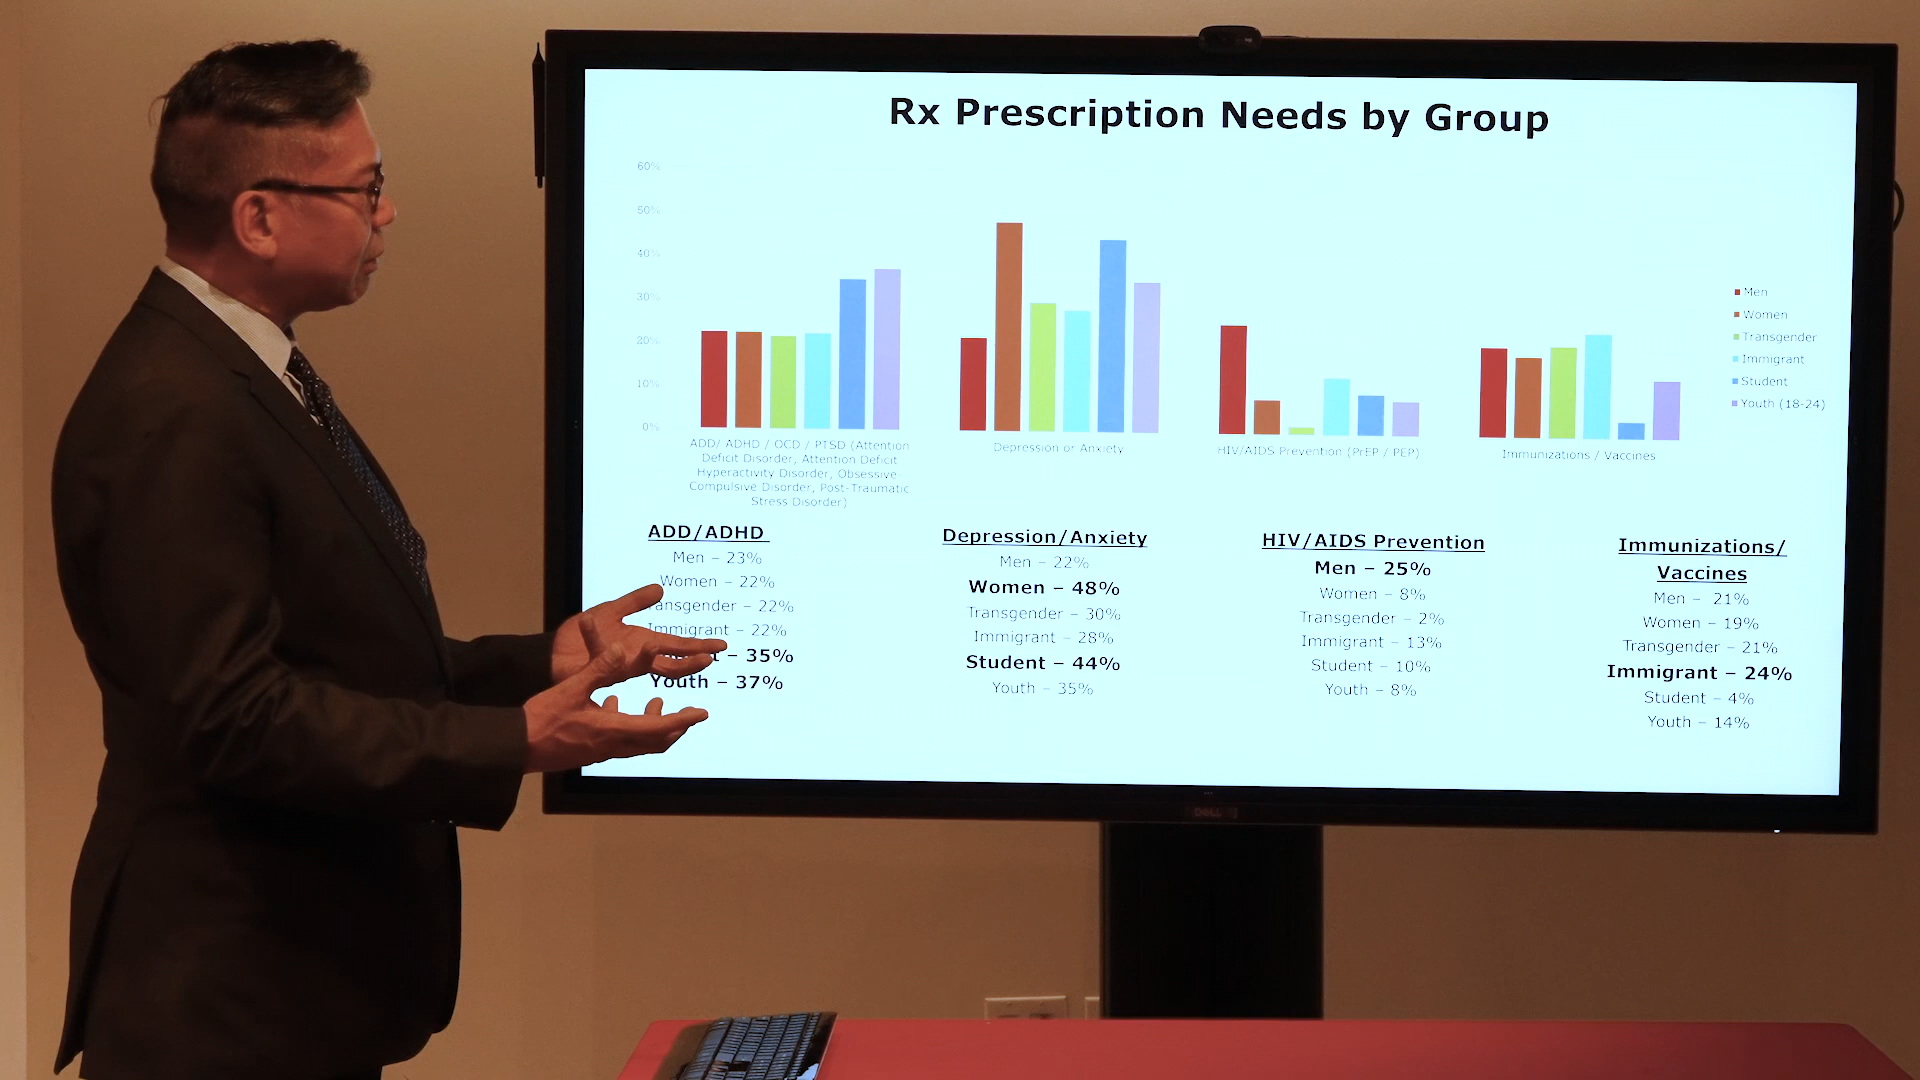 Rx Prescription Needs by Group
60%
50%
40%
30%
20%
10%
0%
ADD/ ADHD / OCD / PTSD (Attention
Deficit Disorder, Attention Deficit
Hyperactivity Disorder, Obsessive-
Compulsive Disorder, Post-Traumatic
Stress Disorder)
Depression or Anxiety
HIV/AIDS Prevention (PrEP / PEP)
Immunizations / Vaccines
Men
Women
Transgender
Immigrant
Student
Youth (18-24)
ADD/ADHD
Men – 23%
Women – 22%
ansgender – 22%
Immigrant – 22%
t – 35%
Youth – 37%
Depression/Anxiety
Men – 22%
Women – 48%
Transgender – 30%
Immigrant – 28%
Student – 44%
Youth – 35%
HIV/AIDS Prevention
Men – 25%
Women – 8%
Transgender – 2%
Immigrant – 13%
Student – 10%
Youth – 8%
Immunizations/
Vaccines
Men – 21%
Women – 19%
Transgender – 21%
Immigrant – 24%
Student – 4%
Youth – 14%
DELL